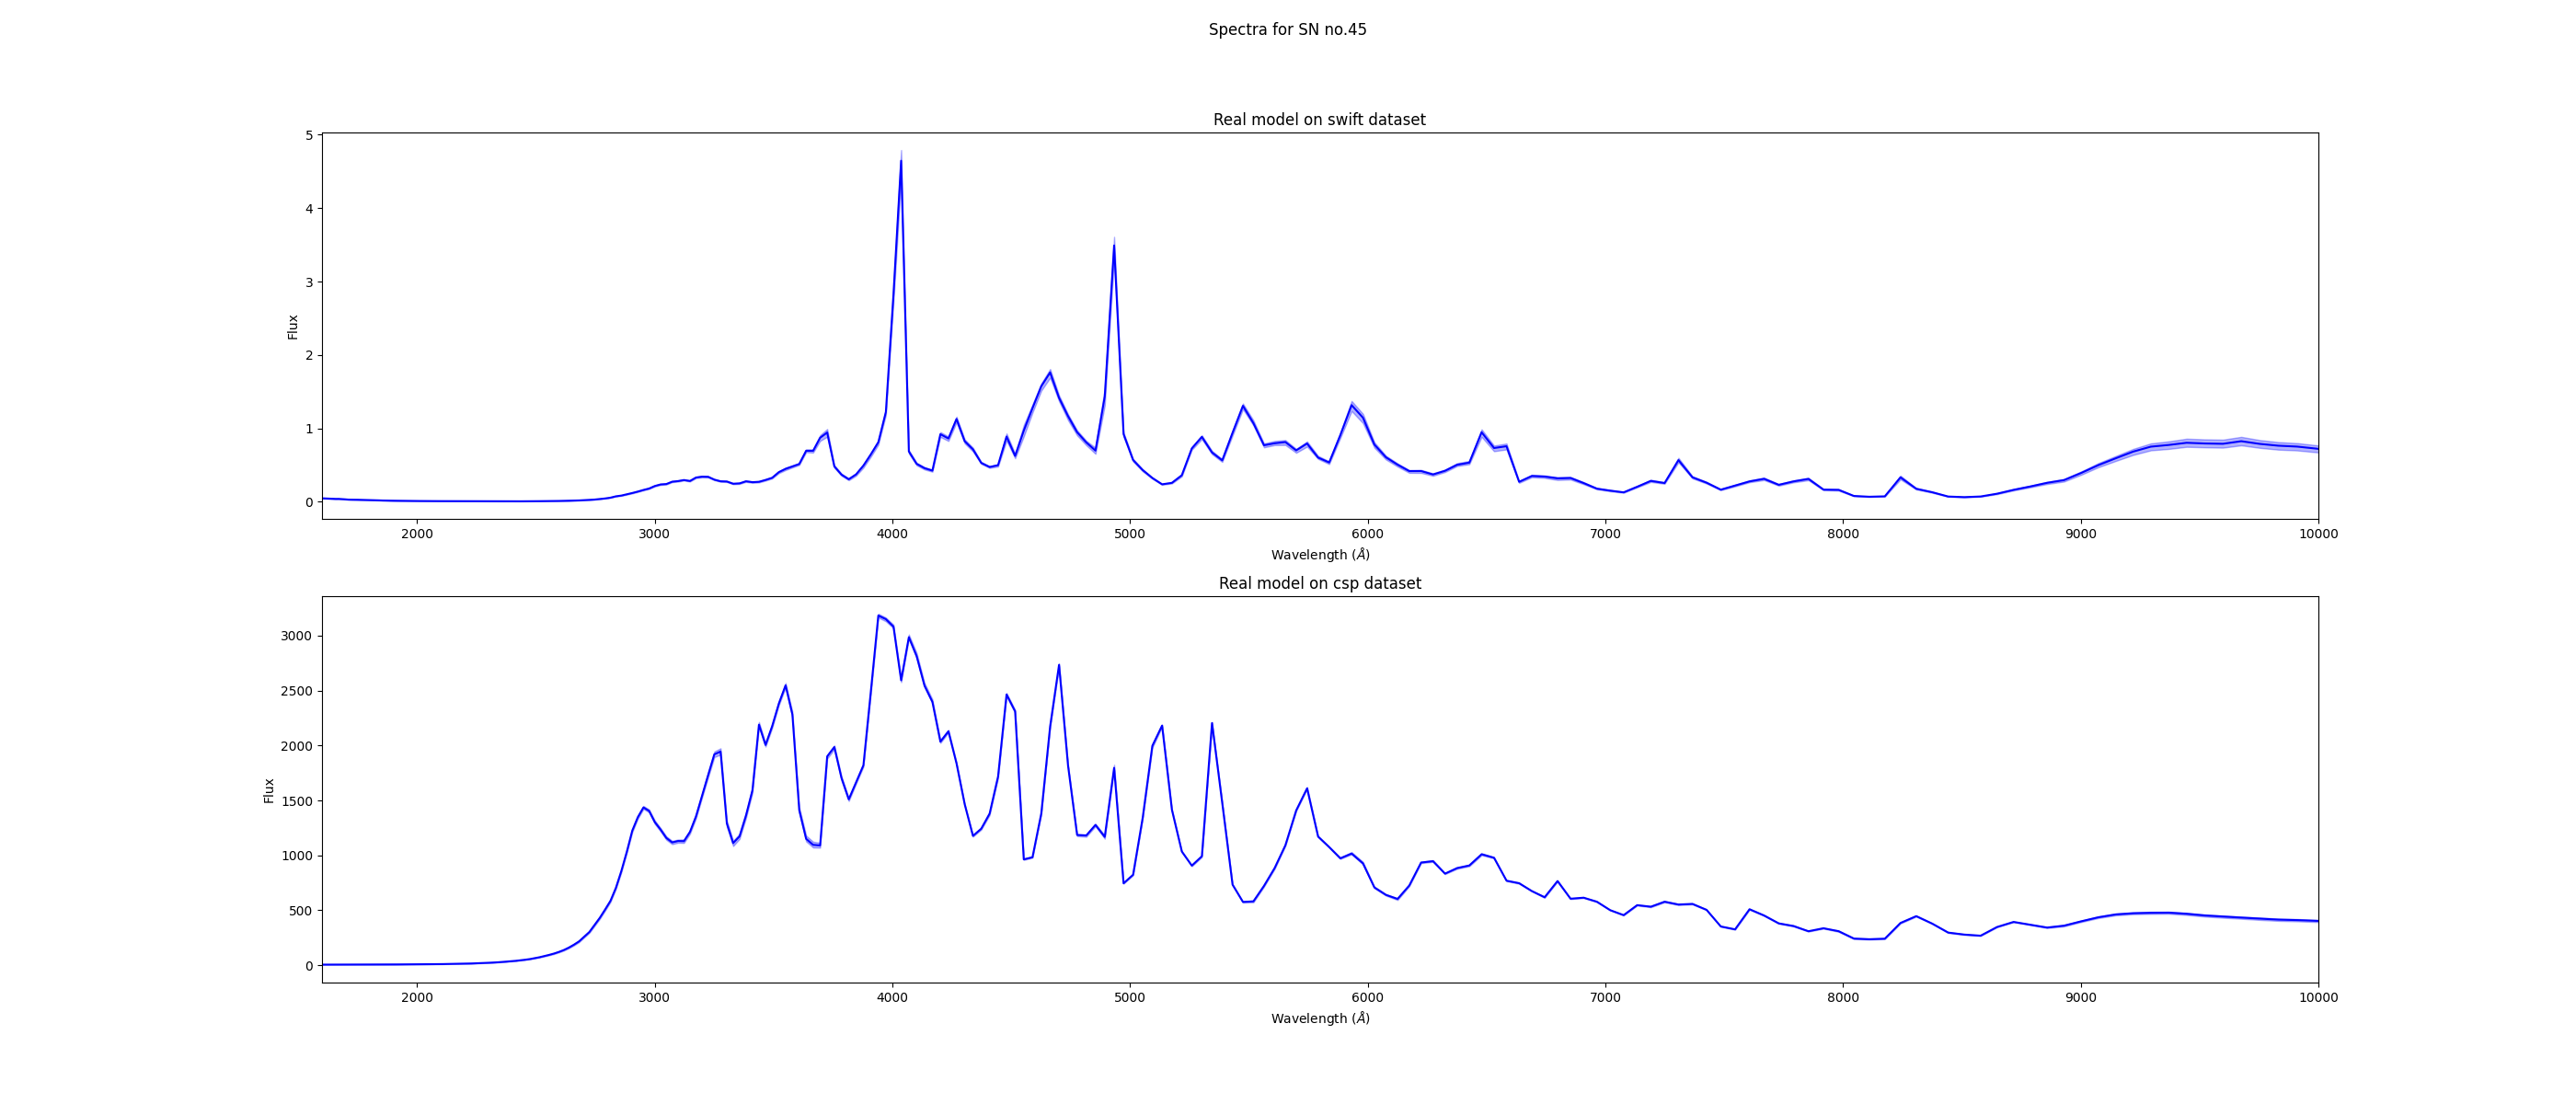 Spectra for SN no.45
Real model on swift dataset
5
4
3
2
1
0
Flux
2000 3000 4000 5000 6000 7000 8000 9000 10000
Wavelength (Å)
Real model on csp dataset
3000
2500
2000
1500
1000
500
0
Flux
2000 3000 4000 5000 6000 7000 8000 9000 10000
Wavelength (Å)